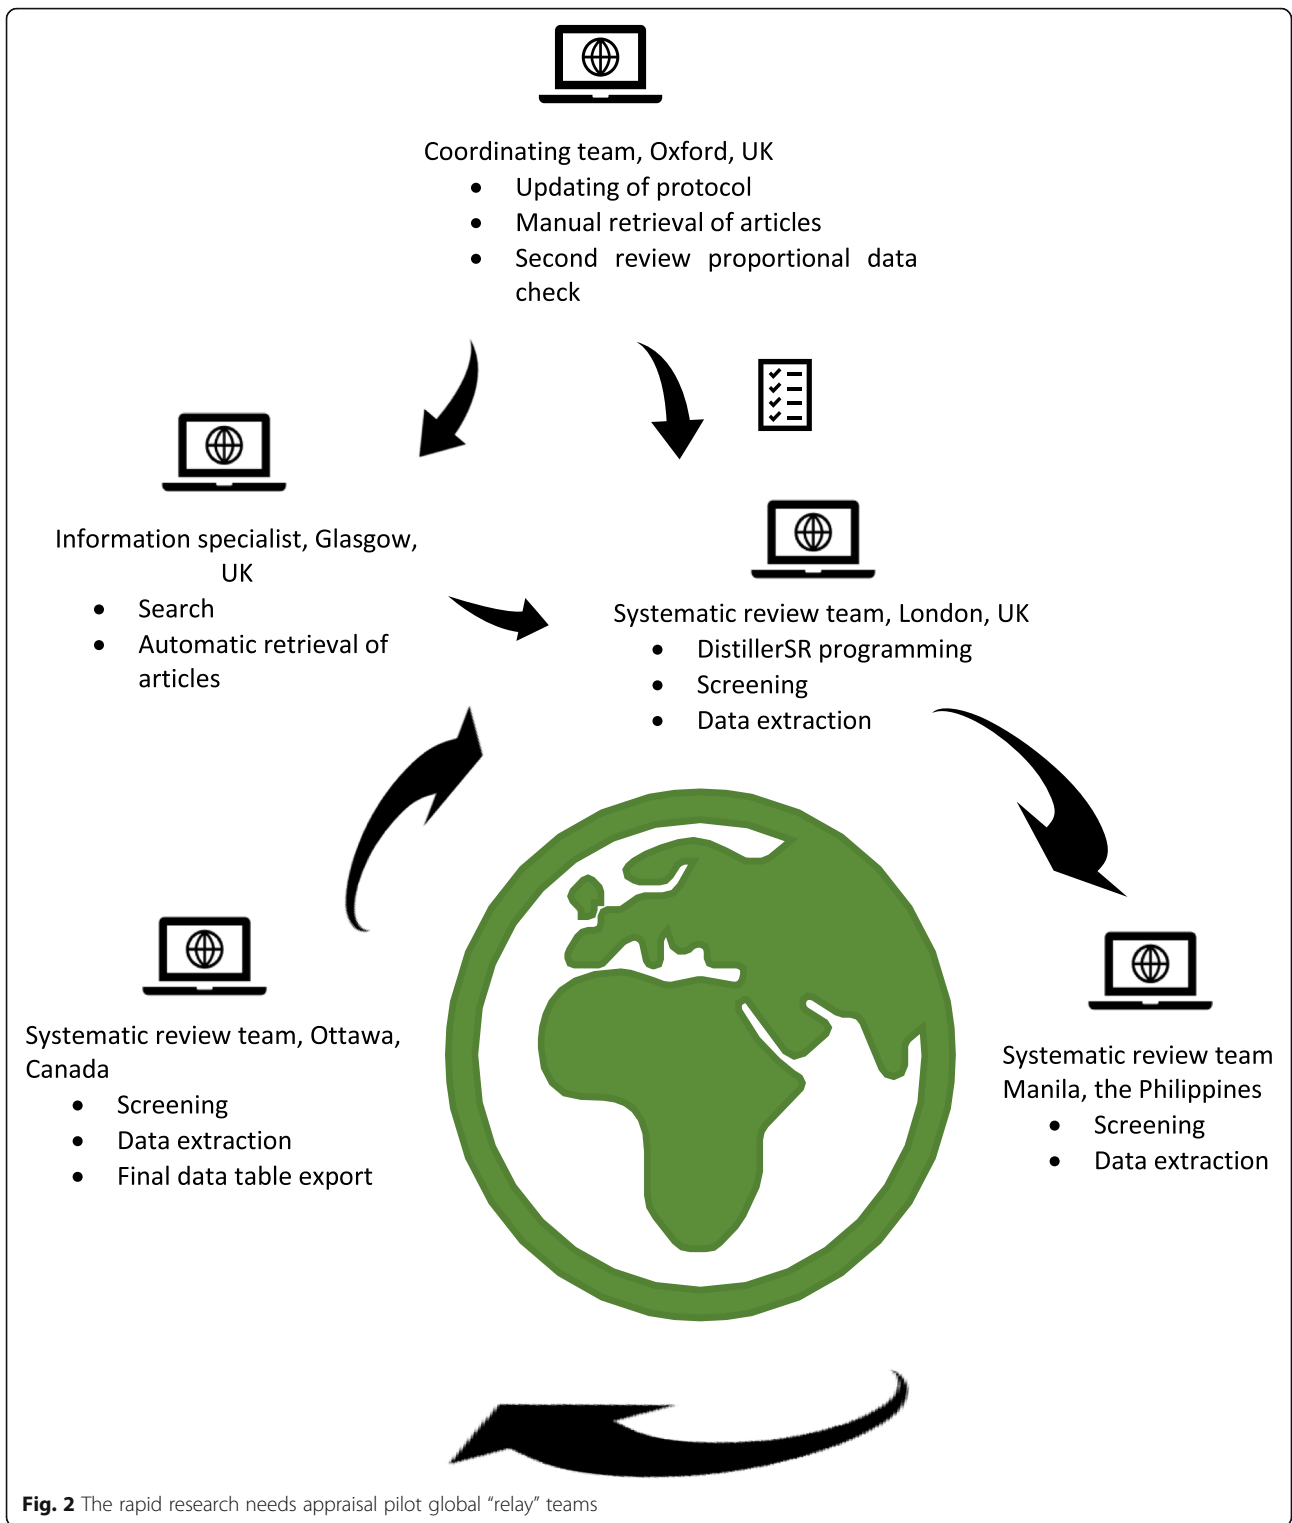 Coordinating team, Oxford, UK
• Updating of protocol
• Manual retrieval of articles
• Second review proportional data
check
Information specialist, Glasgow,
UK
• Search
• Automatic retrieval of
articles
Systematic review team, London, UK
• DistillerSR programming
• Screening
• Data extraction
Systematic review team, Ottawa,
Canada
• Screening
• Data extraction
• Final data table export
Systematic review team
Manila, the Philippines
• Screening
• Data extraction
Fig. 2 The rapid research needs appraisal pilot global “relay” teams